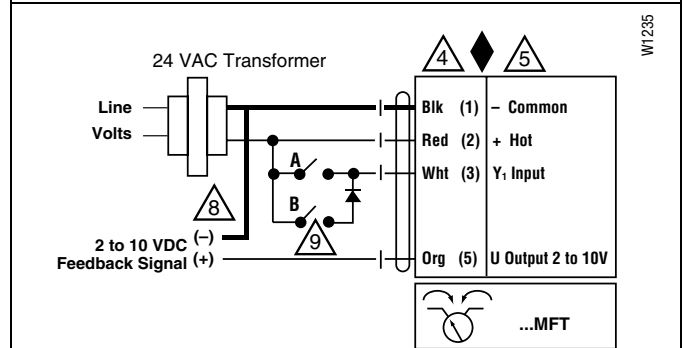 W1235
24 VAC Transformer
4 5
Line
Volts
Blk (1) – Common
Red (2) + Hot
A
Wht (3) Y₁ Input
8
B
9
2 to 10 VDC (–)
Feedback Signal (+)
Org (5) U Output 2 to 10V
...MFT